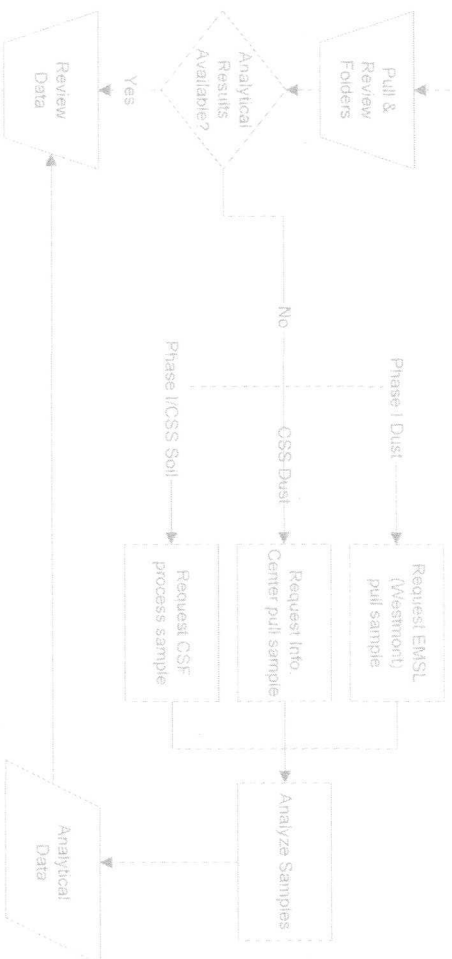 Pull &
Review
Folders
Analytical
Results
Available?
Yes
Review
Data
No
Phase I Dust
CSS Dust
Phase I/CSS Soil
Request EMSL
(Westmont)
pull sample
Request Info.
Center pull sample
Request CSF
process sample
Analyze Samples
Analytical
Data